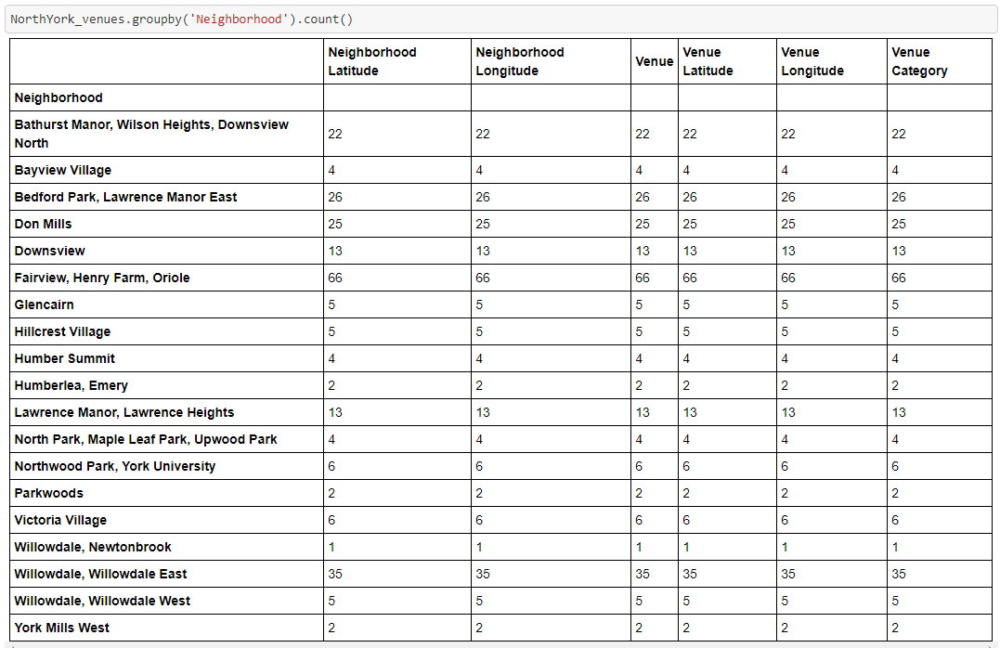 NorthYork_venues.groupby('Neighborhood').count()
Neighborhood Latitude Neighborhood Longitude Venue Venue Latitude Venue Longitude Venue Category
Neighborhood
Bathurst Manor, Wilson Heights, Downsview North 22 22 22 22 22 22
Bayview Village 4 4 4 4 4 4
Bedford Park, Lawrence Manor East 26 26 26 26 26 26
Don Mills 25 25 25 25 25 25
Downsview 13 13 13 13 13 13
Fairview, Henry Farm, Oriole 66 66 66 66 66 66
Glencairn 5 5 5 5 5 5
Hillcrest Village 5 5 5 5 5 5
Humber Summit 4 4 4 4 4 4
Humberlea, Emery 2 2 2 2 2 2
Lawrence Manor, Lawrence Heights 13 13 13 13 13 13
North Park, Maple Leaf Park, Upwood Park 4 4 4 4 4 4
Northwood Park, York University 6 6 6 6 6 6
Parkwoods 2 2 2 2 2 2
Victoria Village 6 6 6 6 6 6
Willowdale, Newtonbrook 1 1 1 1 1 1
Willowdale, Willowdale East 35 35 35 35 35 35
Willowdale, Willowdale West 5 5 5 5 5 5
York Mills West 2 2 2 2 2 2